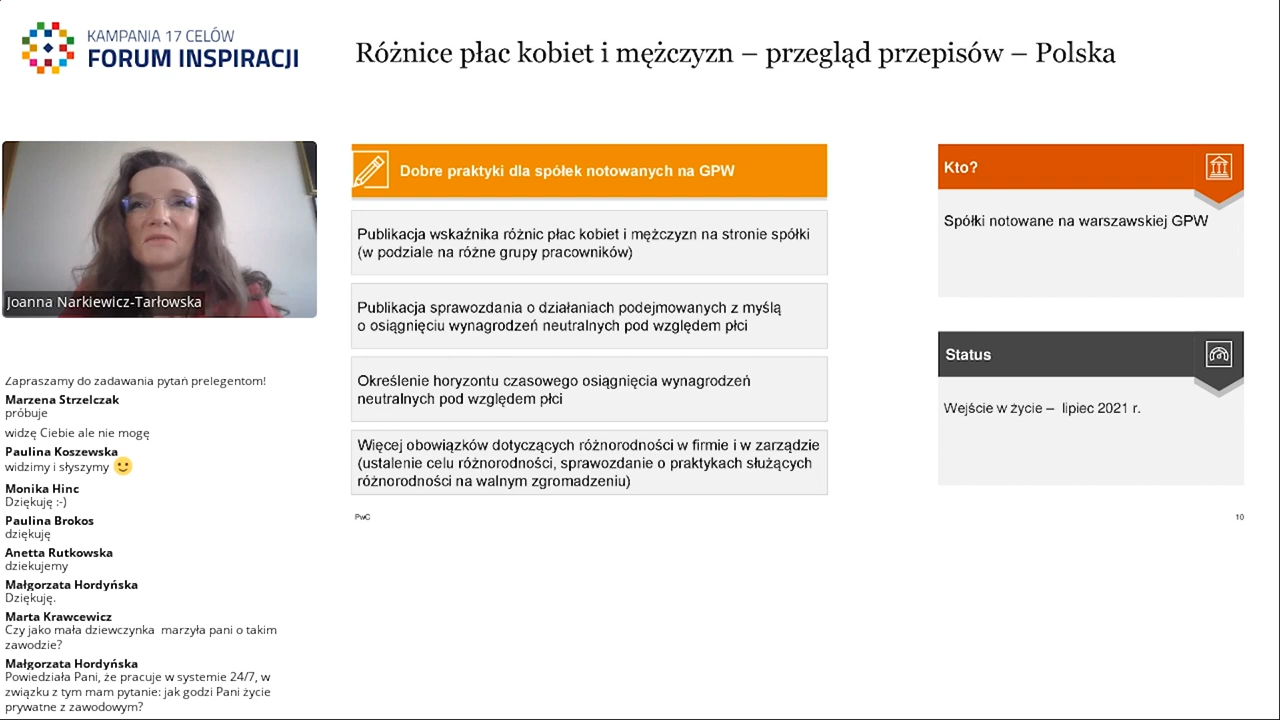 KAMPANIA 17 CELÓW
FORUM INSPIRACJI
Różnice płac kobiet i mężczyzn – przegląd przepisów – Polska
Joanna Narkiewicz-Tarłowska
Zapraszamy do zadawania pytań prelegentom!
Marzena Strzelczak
próbuje
widzę Ciebie ale nie mogę
Paulina Koszewska
widzimy i słyszymy 🙂
Monika Hinc
Dziękuję :-)
Paulina Brokos
dziękuję
Anetta Rutkowska
dziekujemy
Małgorzata Hordyńska
Dziękuję.
Marta Krawcewicz
Czy jako mała dziewczynka  marzyła pani o takim
zawodzie?
Małgorzata Hordyńska
Powiedziała Pani, że pracuje w systemie 24/7, w
związku z tym mam pytanie: jak godzi Pani życie
prywatne z zawodowym?
Dobre praktyki dla spółek notowanych na GPW
Publikacja wskaźnika różnic płac kobiet i mężczyzn na stronie spółki
(w podziale na różne grupy pracowników)
Publikacja sprawozdania o działaniach podejmowanych z myślą
o osiągnięciu wynagrodzeń neutralnych pod względem płci
Określenie horyzontu czasowego osiągnięcia wynagrodzeń
neutralnych pod względem płci
Więcej obowiązków dotyczących różnorodności w firmie i w zarządzie
(ustalenie celu różnorodności, sprawozdanie o praktykach służących
różnorodności na walnym zgromadzeniu)
Kto?
Spółki notowane na warszawskiej GPW
Status
Wejście w życie –  lipiec 2021 r.
PwC
10